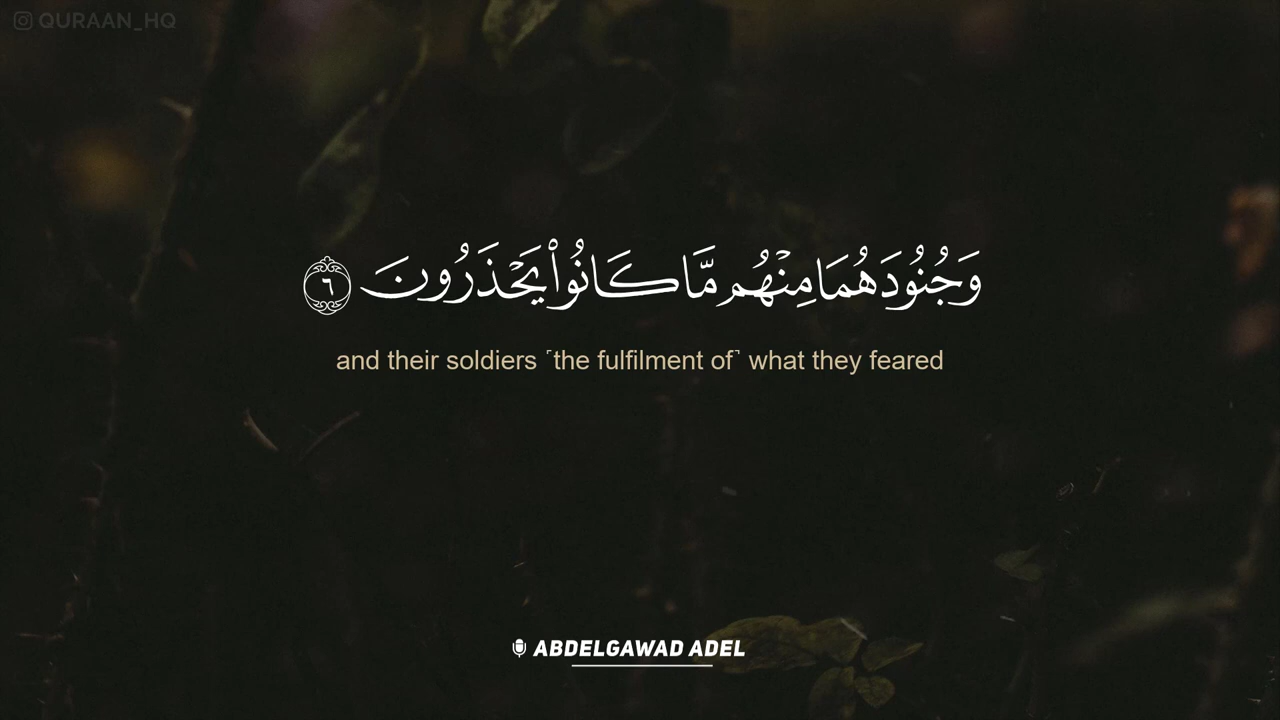 QURAAN_HQ
وَجُنُودَهُمَا مِنْهُم مَّا كَانُوا۟ يَحْذَرُونَ ٦
and their soldiers ˹the fulfilment of˺ what they feared
ABDELGAWAD ADEL